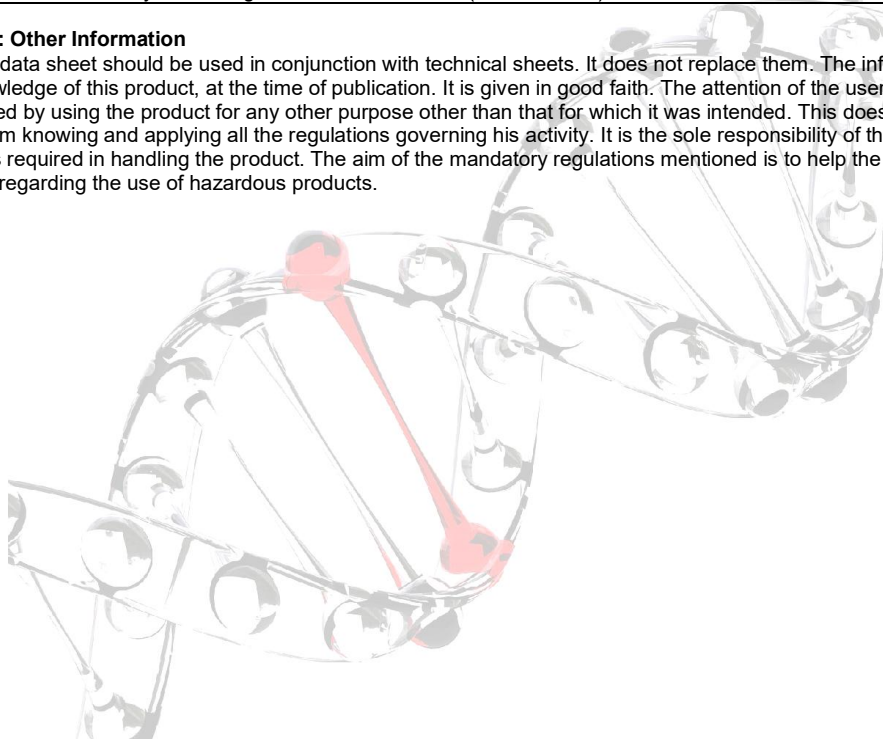 : Other Information
data sheet should be used in conjunction with technical sheets. It does not replace them. The inf
wledge of this product, at the time of publication. It is given in good faith. The attention of the user
ed by using the product for any other purpose other than that for which it was intended. This does
m knowing and applying all the regulations governing his activity. It is the sole responsibility of th
s required in handling the product. The aim of the mandatory regulations mentioned is to help the
regarding the use of hazardous products.